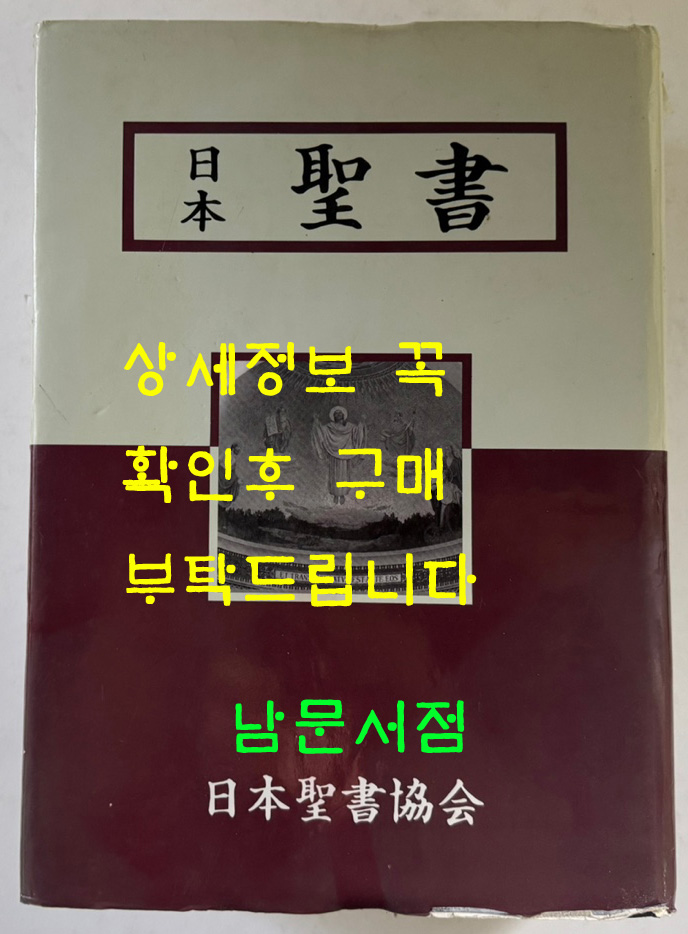 日本 聖書
상세정보 꼭
확인후 구매
부탁드립니다
남문서점
日本聖書協会